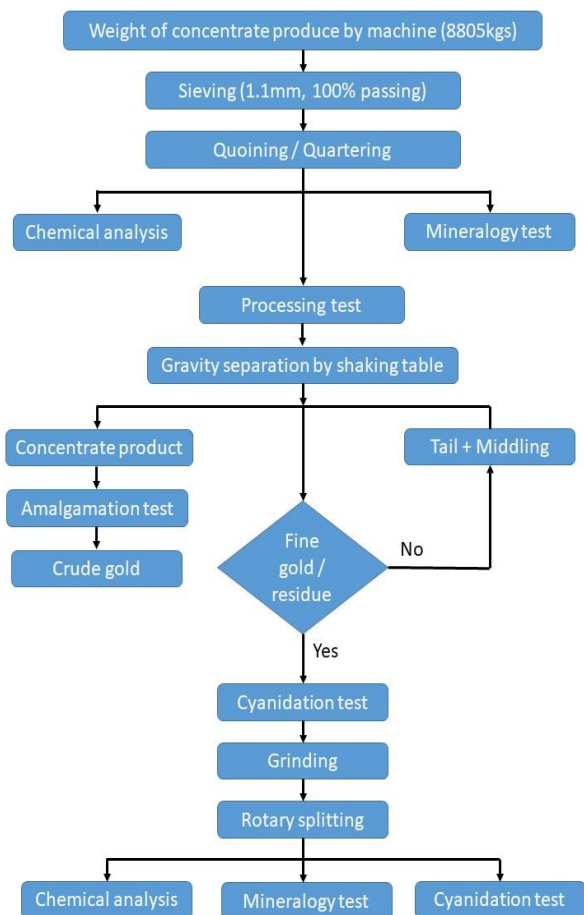 Weight of concentrate produce by machine (8805kgs)
Sieving (1.1mm, 100% passing)
Quoining / Quartering
Chemical analysis
Mineralogy test
Processing test
Gravity separation by shaking table
Concentrate product
Tail + Middling
Amalgamation test
Crude gold
Fine
gold /
residue
No
Yes
Cyanidation test
Grinding
Rotary splitting
Chemical analysis
Mineralogy test
Cyanidation test